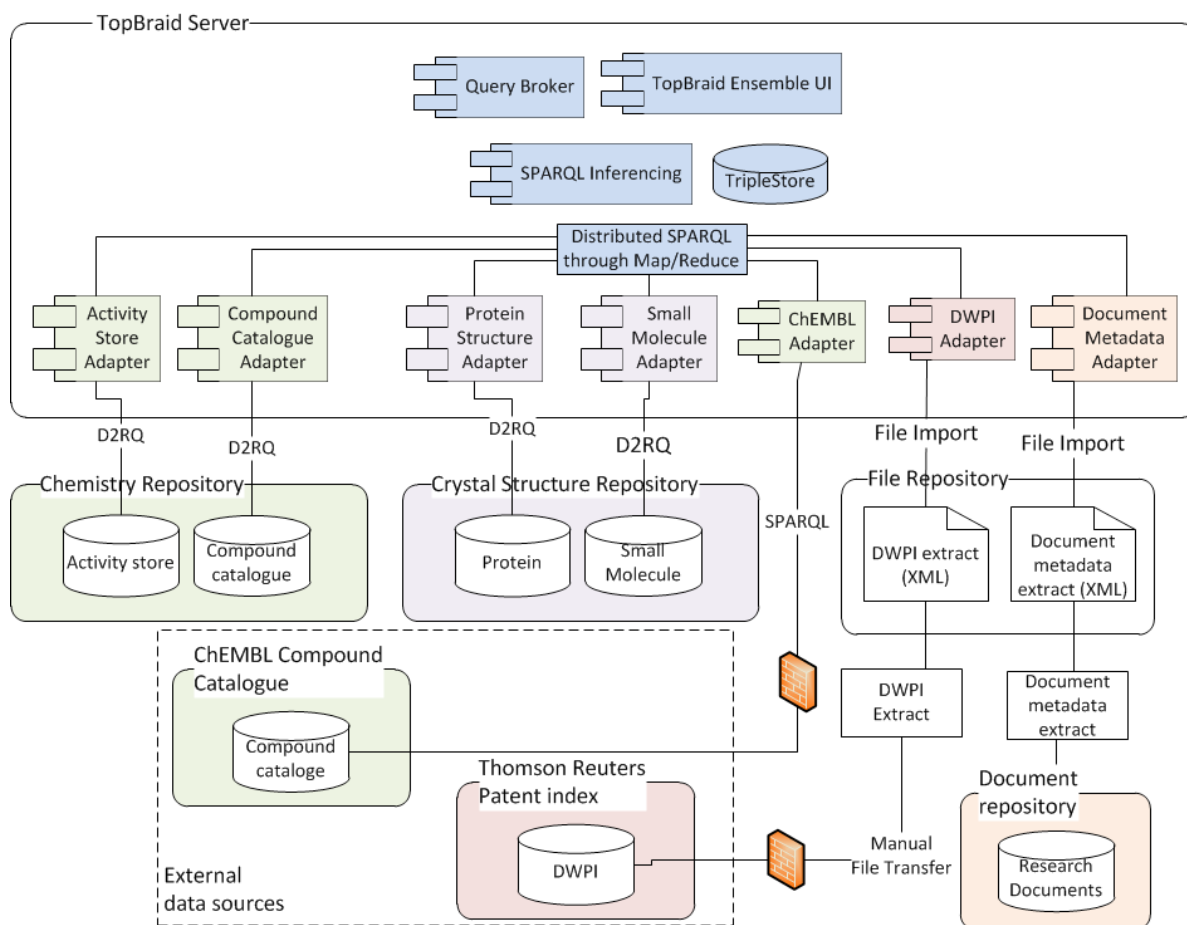 TopBraid Server
Query Broker
TopBraid Ensemble UI
SPARQL Inferencing
TripleStore
Distributed SPARQL
through Map/Reduce
Activity
Store
Adapter
Compound
Catalogue
Adapter
Protein
Structure
Adapter
Small
Molecule
Adapter
ChEMBL
Adapter
DWPI
Adapter
Document
Metadata
Adapter
D2RQ
D2RQ
D2RQ
D2RQ
File Import
File Import
Chemistry Repository
Crystal Structure Repository
File Repository
Activity store
Compound
catalogue
Protein
Small
Molecule
SPARQL
DWPI extract
(XML)
Document
metadata
extract (XML)
ChEMBL Compound
Catalogue
Compound
cataloge
DWPI
Extract
Document
metadata
extract
Thomson Reuters
Patent index
DWPI
Document
repository
Manual
File Transfer
Research
Documents
External
data sources